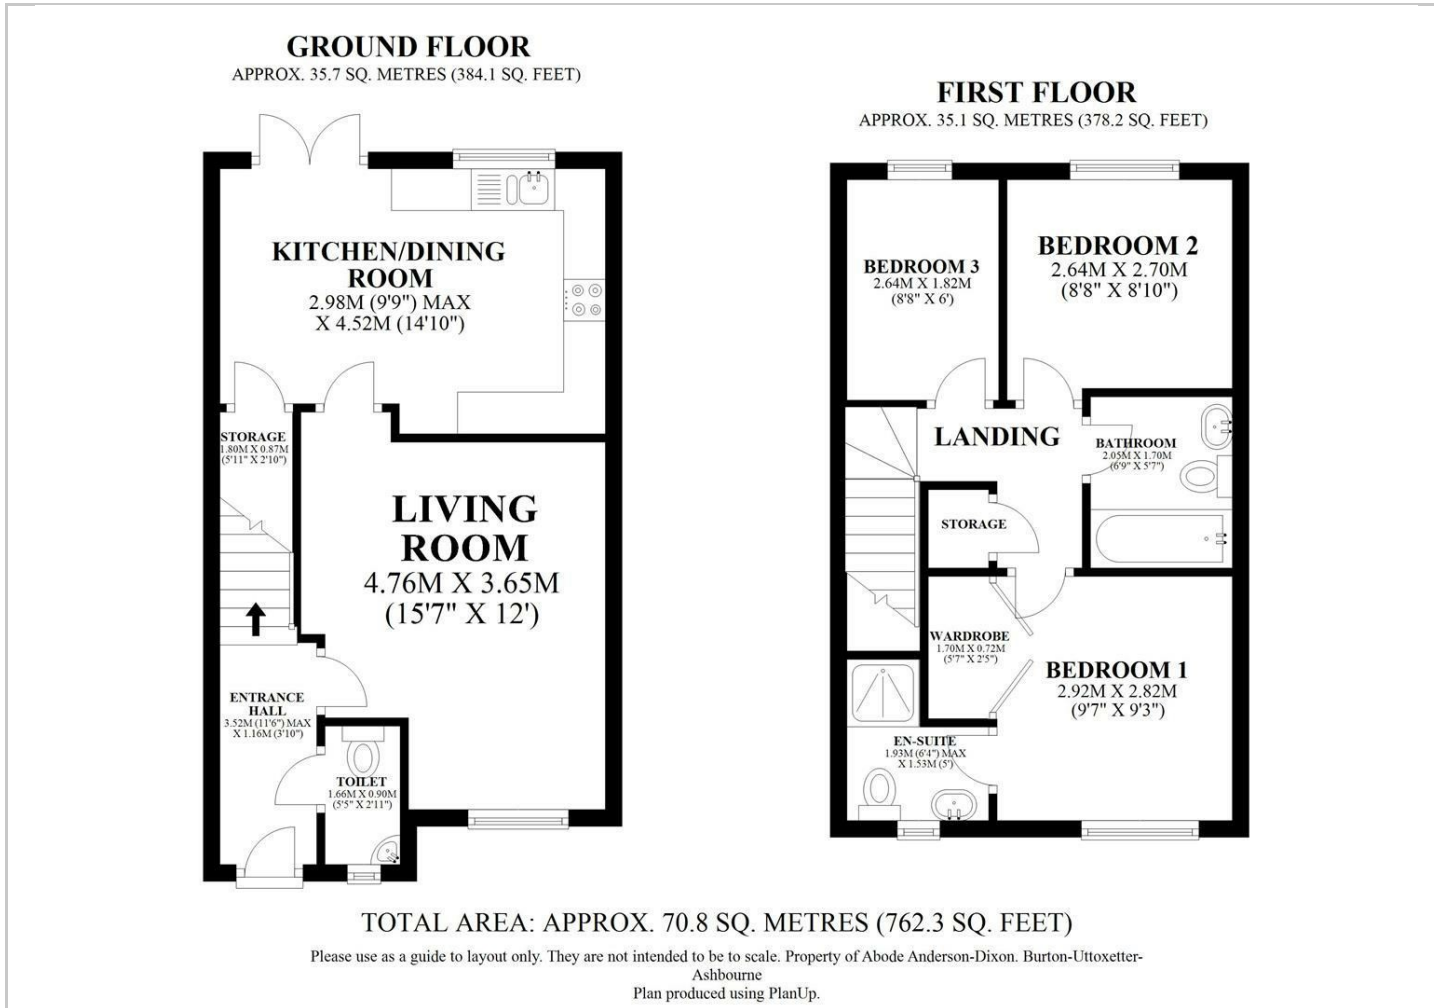 GROUND FLOOR
APPROX. 35.7 SQ. METRES (384.1 SQ. FEET)
KITCHEN/DINING
ROOM
2.98M (9'9") MAX
X 4.52M (14'10")
STORAGE
1.80M X 0.87M
(5'11" X 2'10")
LIVING
ROOM
4.76M X 3.65M
(15'7" X 12')
ENTRANCE
HALL
3.52M (11'6") MAX
X 1.16M (3'10")
TOILET
1.66M X 0.90M
(5'5" X 2'11")
FIRST FLOOR
APPROX. 35.1 SQ. METRES (378.2 SQ. FEET)
BEDROOM 3
2.64M X 1.82M
(8'8" X 6')
BEDROOM 2
2.64M X 2.70M
(8'8" X 8'10")
LANDING
BATHROOM
2.05M X 1.70M
(6'9" X 5'7")
STORAGE
WARDROBE
1.70M X 0.72M
(5'7" X 2'5")
BEDROOM 1
2.92M X 2.82M
(9'7" X 9'3")
EN-SUITE
1.93M (6'4") MAX
X 1.53M (5')
TOTAL AREA: APPROX. 70.8 SQ. METRES (762.3 SQ. FEET)
Please use as a guide to layout only. They are not intended to be to scale. Property of Abode Anderson-Dixon. Burton-Uttoxetter-
Ashbourne
Plan produced using PlanUp.